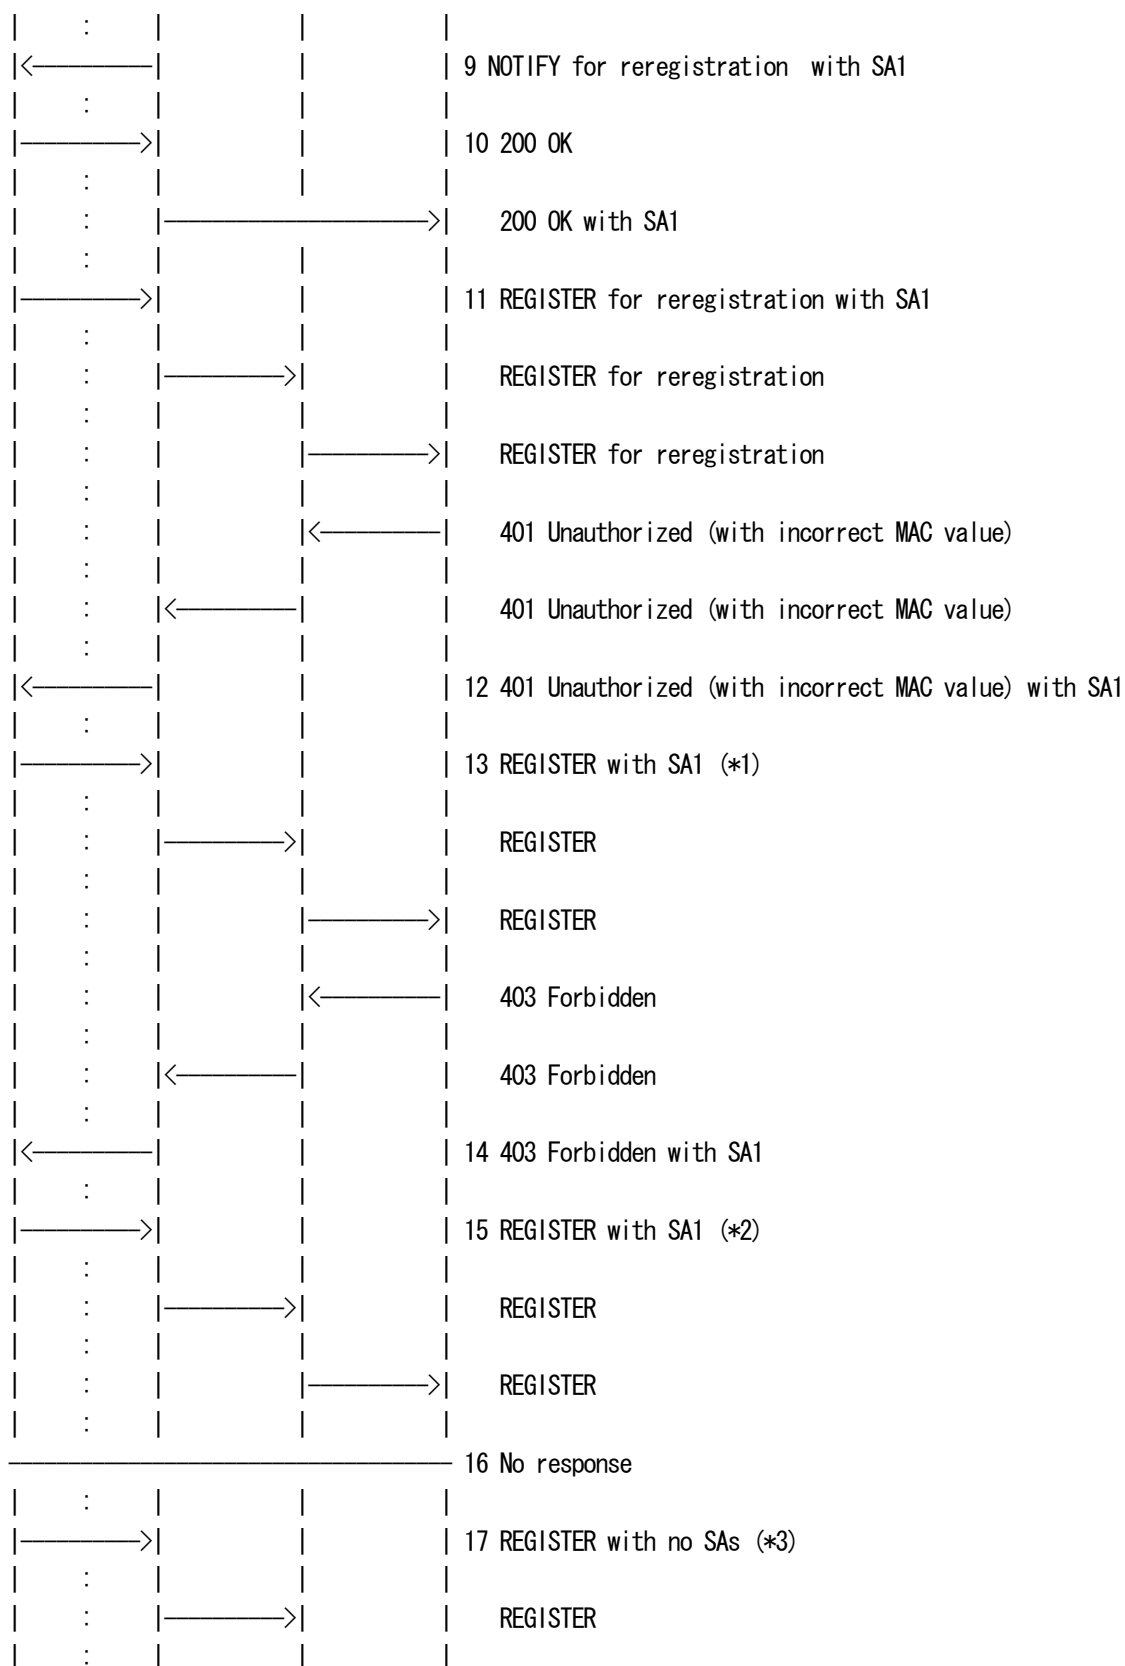 9 NOTIFY for reregistration with SA1
10 200 OK
200 OK with SA1
11 REGISTER for reregistration with SA1
REGISTER for reregistration
REGISTER for reregistration
401 Unauthorized (with incorrect MAC value)
401 Unauthorized (with incorrect MAC value)
12 401 Unauthorized (with incorrect MAC value) with SA1
13 REGISTER with SA1 (*1)
REGISTER
REGISTER
403 Forbidden
403 Forbidden
14 403 Forbidden with SA1
15 REGISTER with SA1 (*2)
REGISTER
REGISTER
16 No response
17 REGISTER with no SAs (*3)
REGISTER